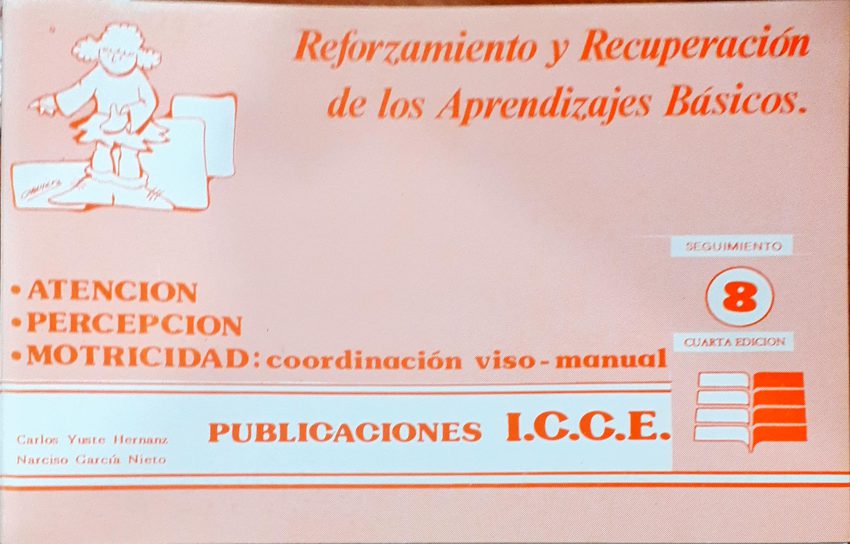 Reforzamiento y Recuperación
de los Aprendizajes Básicos.
SEGUIMIENTO
8
CUARTA EDICION
• ATENCION
• PERCEPCION
• MOTRICIDAD: coordinación viso-manual
Carlos Yuste Hernanz
Narciso García Nieto
PUBLICACIONES I.C.C.E.